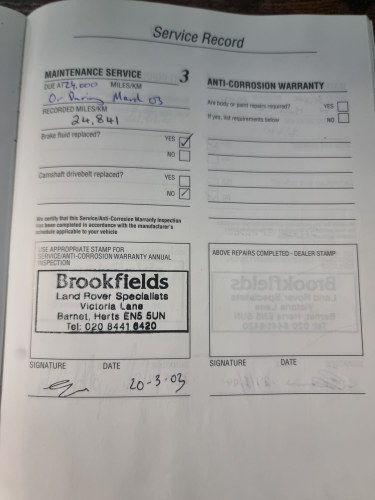 Service Record
MAINTENANCE SERVICE 3
DUE AT 24,000 MILES/KM
Or During March 03
RECORDED MILES/KM
24,841
Brake fluid replaced? YES
NO
Camshaft drivebelt replaced? YES
NO
We certify that this Service/Anti-Corrosion Warranty inspection
has been completed in accordance with the manufacturer's
schedule applicable to your vehicle
USE APPROPRIATE STAMP FOR
SERVICE/ANTI-CORROSION WARRANTY ANNUAL
INSPECTION
Brookfields
Land Rover Specialists
Victoria Lane
Barnet, Herts EN5 5UN
Tel: 020 8441 8420
SIGNATURE DATE
20-3-03
ANTI-CORROSION WARRANTY
Are body or paint repairs required? YES
If yes, list requirements below NO
ABOVE REPAIRS COMPLETED - DEALER STAMP
SIGNATURE DATE